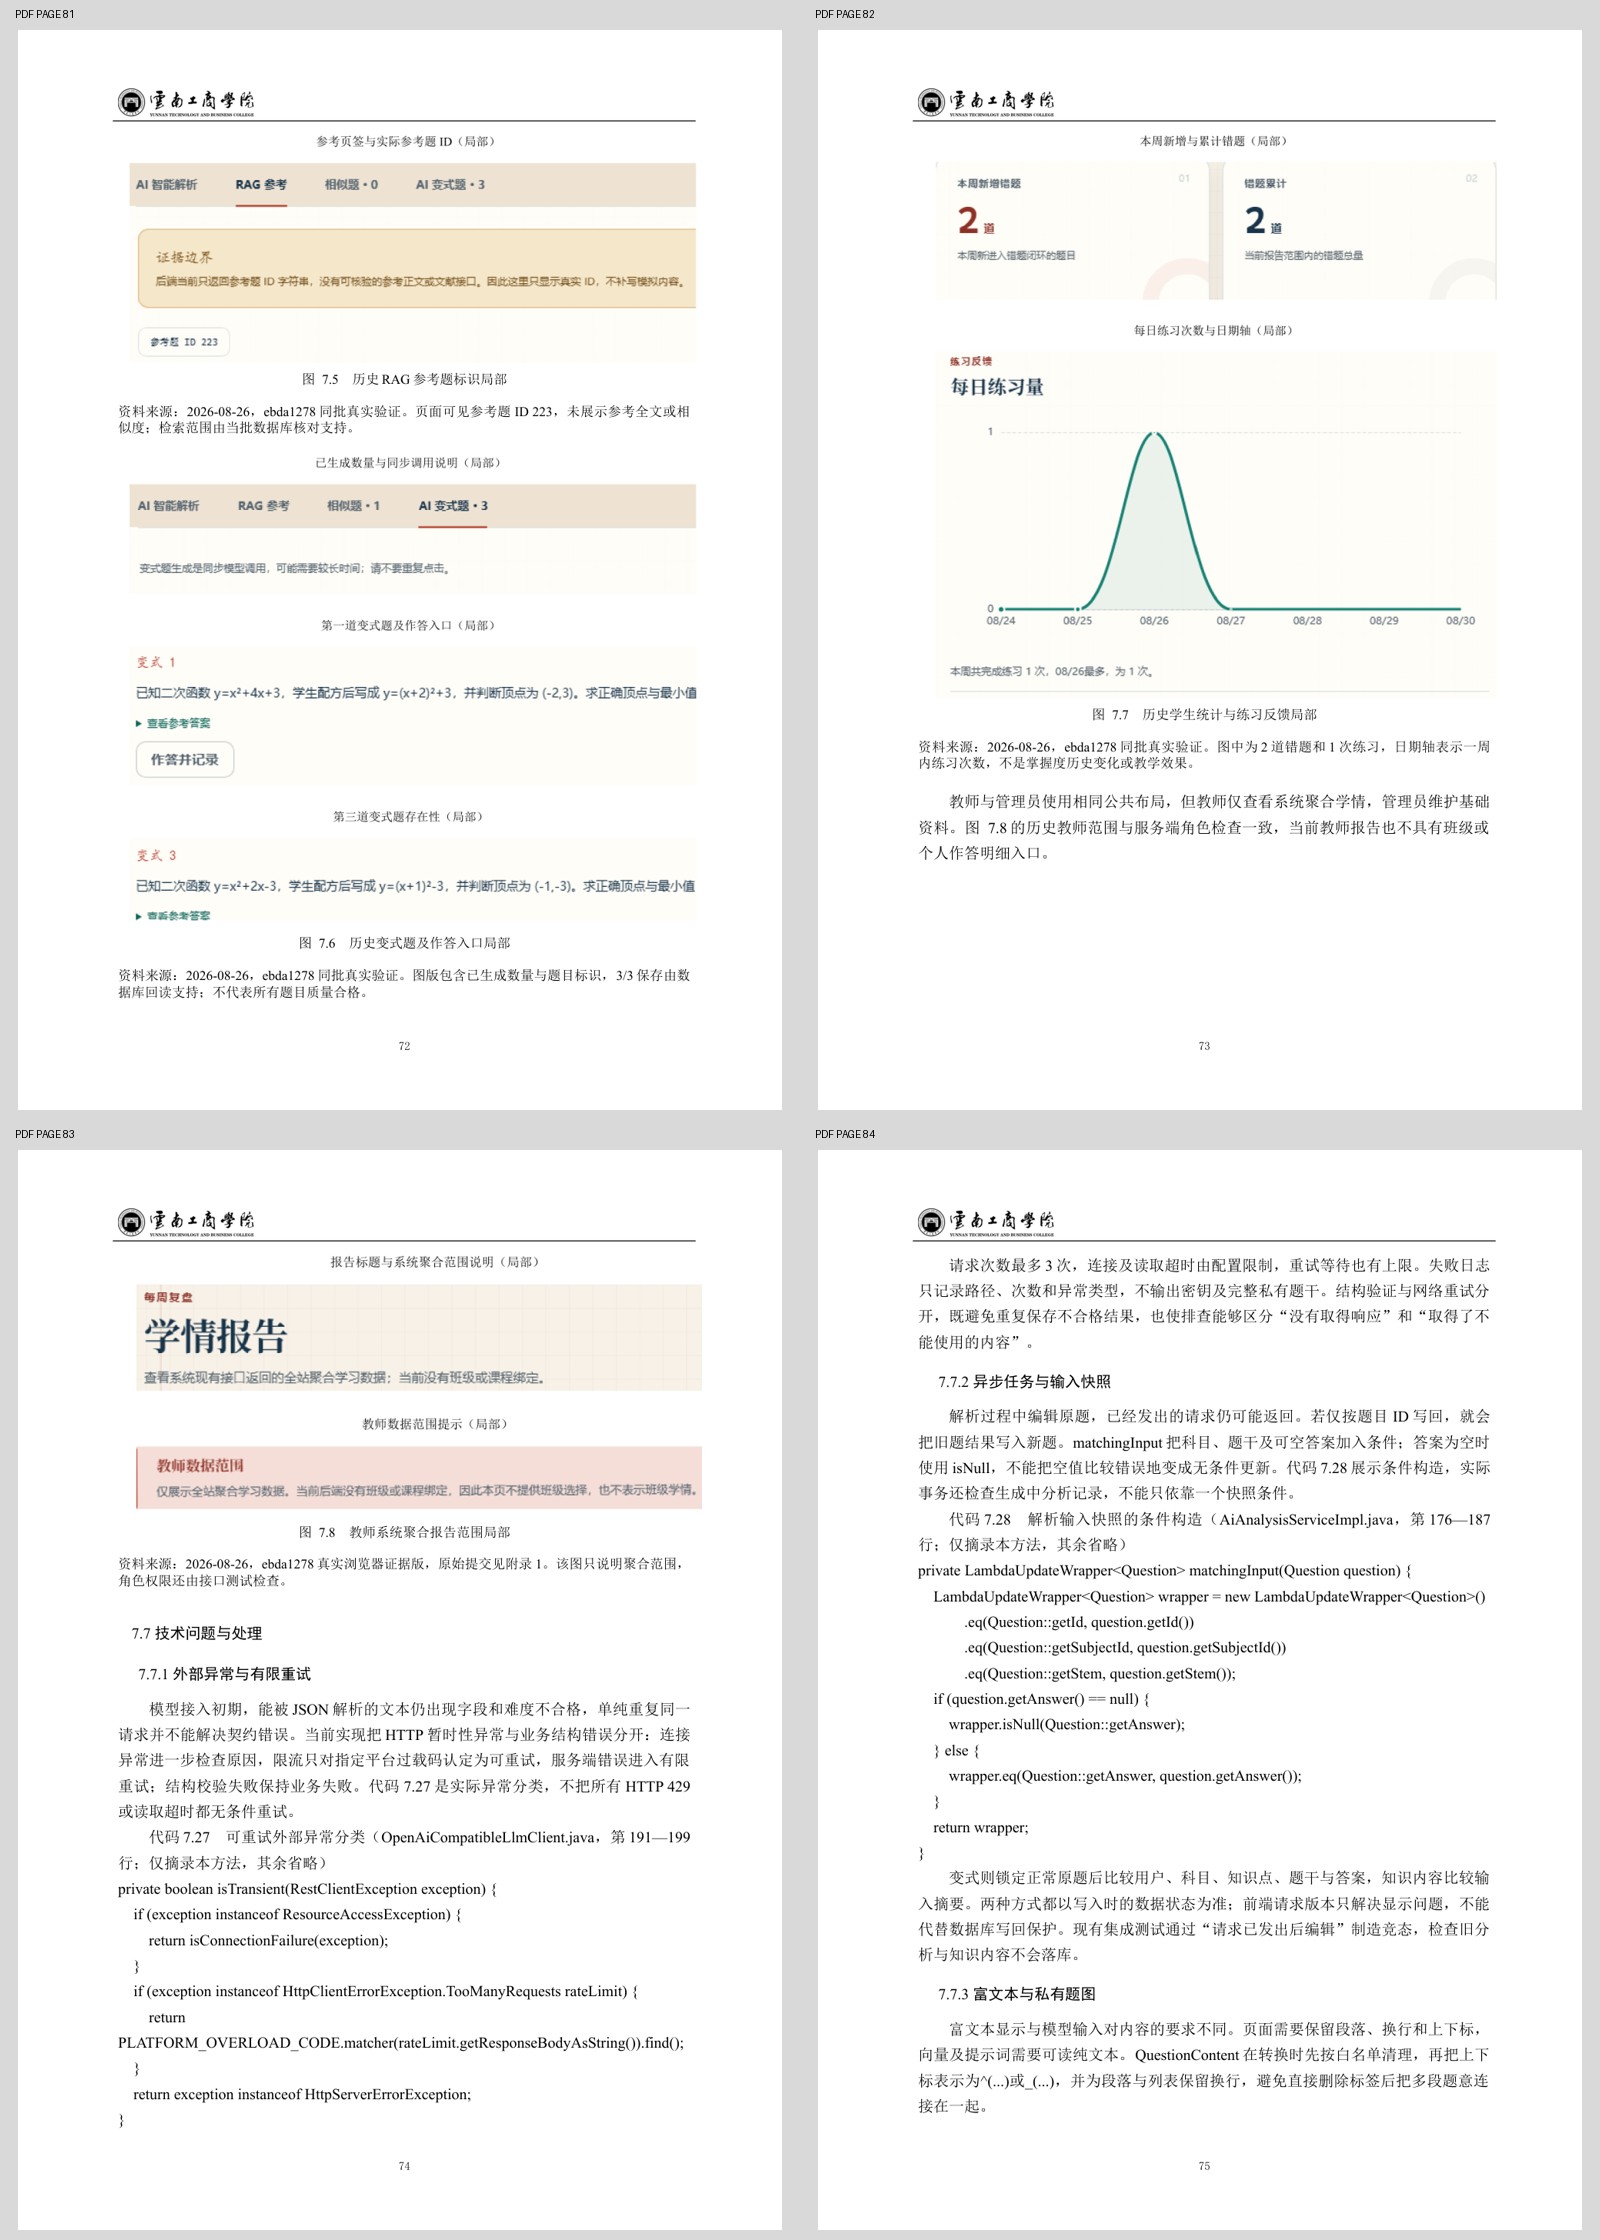 PDF PAGE 81
雲南工商學院
YUNNAN TECHNOLOGY AND BUSINESS COLLEGE
参考页签与实际参考题 ID（局部）
AI 智能解析 RAG 参考 相似题・0 AI 变式题・3
证据边界
后端当前只返回参考题 ID 字符串，没有可核验的参考正文或文献接口。因此这里只显示真实 ID，不补写模拟内容。
参考题 ID 223
图 7.5 历史 RAG 参考题标识局部
资料来源：2026-08-26，ebda1278 同批真实验证。页面可见参考题 ID 223，未展示参考全文或相
似度；检索范围由当批数据库核对支持。
已生成数量与同步调用说明（局部）
AI 智能解析 RAG 参考 相似题・1 AI 变式题・3
变式题生成是同步模型调用，可能需要较长时间；请不要重复点击。
第一道变式题及作答入口（局部）
变式 1
已知二次函数 y=x²+4x+3，学生配方后写成 y=(x+2)²+3，并判断顶点为 (-2,3)。求正确顶点与最小值
▶ 查看参考答案
作答并记录
第三道变式题存在性（局部）
变式 3
已知二次函数 y=x²+2x-3，学生配方后写成 y=(x+1)²-3，并判断顶点为 (-1,-3)。求正确顶点与最小值
▶ 查看参考答案
图 7.6 历史变式题及作答入口局部
资料来源：2026-08-26，ebda1278 同批真实验证。图版包含已生成数量与题目标识，3/3 保存由数
据库回读支持；不代表所有题目质量合格。
72
PDF PAGE 82
雲南工商學院
YUNNAN TECHNOLOGY AND BUSINESS COLLEGE
本周新增与累计错题（局部）
本周新增错题 01
2 道
本周新进入错题闭环的题目
错题累计 02
2 道
当前报告范围内的错题总量
每日练习次数与日期轴（局部）
练习反馈
每日练习量
1
0
08/24 08/25 08/26 08/27 08/28 08/29 08/30
本周共完成练习 1 次，08/26最多，为 1 次。
图 7.7 历史学生统计与练习反馈局部
资料来源：2026-08-26，ebda1278 同批真实验证。图中为 2 道错题和 1 次练习，日期轴表示一周
内练习次数，不是掌握度历史变化或教学效果。
教师与管理员使用相同公共布局，但教师仅查看系统聚合学情，管理员维护基础
资料。图 7.8 的历史教师范围与服务端角色检查一致，当前教师报告也不具有班级或
个人作答明细入口。
73
PDF PAGE 83
雲南工商學院
YUNNAN TECHNOLOGY AND BUSINESS COLLEGE
报告标题与系统聚合范围说明（局部）
每周复盘
学情报告
查看系统现有接口返回的全站聚合学习数据；当前没有班级或课程绑定。
教师数据范围提示（局部）
教师数据范围
仅展示全站聚合学习数据。当前后端没有班级或课程绑定，因此本页不提供班级选择，也不表示班级学情。
图 7.8 教师系统聚合报告范围局部
资料来源：2026-08-26，ebda1278 真实浏览器证据版，原始提交见附录 1。该图只说明聚合范围，
角色权限还由接口测试检查。
7.7 技术问题与处理
7.7.1 外部异常与有限重试
模型接入初期，能被 JSON 解析的文本仍出现字段和难度不合格，单纯重复同一
请求并不能解决契约错误。当前实现把 HTTP 暂时性异常与业务结构错误分开：连接
异常进一步检查原因，限流只对指定平台过载码认定为可重试，服务端错误进入有限
重试；结构校验失败保持业务失败。代码 7.27 是实际异常分类，不把所有 HTTP 429
或读取超时都无条件重试。
代码 7.27 可重试外部异常分类（OpenAiCompatibleLlmClient.java，第 191—199
行；仅摘录本方法，其余省略）
private boolean isTransient(RestClientException exception) {
if (exception instanceof ResourceAccessException) {
return isConnectionFailure(exception);
}
if (exception instanceof HttpClientErrorException.TooManyRequests rateLimit) {
return
PLATFORM_OVERLOAD_CODE.matcher(rateLimit.getResponseBodyAsString()).find();
}
return exception instanceof HttpServerErrorException;
}
74
PDF PAGE 84
雲南工商學院
YUNNAN TECHNOLOGY AND BUSINESS COLLEGE
请求次数最多 3 次，连接及读取超时由配置限制，重试等待也有上限。失败日志
只记录路径、次数和异常类型，不输出密钥及完整私有题干。结构验证与网络重试分
开，既避免重复保存不合格结果，也使排查能够区分“没有取得响应”和“取得了不
能使用的内容”。
7.7.2 异步任务与输入快照
解析过程中编辑原题，已经发出的请求仍可能返回。若仅按题目 ID 写回，就会
把旧题结果写入新题。matchingInput 把科目、题干及可空答案加入条件；答案为空时
使用 isNull，不能把空值比较错误地变成无条件更新。代码 7.28 展示条件构造，实际
事务还检查生成中分析记录，不能只依靠一个快照条件。
代码 7.28 解析输入快照的条件构造（AiAnalysisServiceImpl.java，第 176—187
行；仅摘录本方法，其余省略）
private LambdaUpdateWrapper<Question> matchingInput(Question question) {
LambdaUpdateWrapper<Question> wrapper = new LambdaUpdateWrapper<Question>()
.eq(Question::getId, question.getId())
.eq(Question::getSubjectId, question.getSubjectId())
.eq(Question::getStem, question.getStem());
if (question.getAnswer() == null) {
wrapper.isNull(Question::getAnswer);
} else {
wrapper.eq(Question::getAnswer, question.getAnswer());
}
return wrapper;
}
变式则锁定正常原题后比较用户、科目、知识点、题干与答案，知识内容比较输
入摘要。两种方式都以写入时的数据状态为准；前端请求版本只解决显示问题，不能
代替数据库写回保护。现有集成测试通过“请求已发出后编辑”制造竞态，检查旧分
析与知识内容不会落库。
7.7.3 富文本与私有题图
富文本显示与模型输入对内容的要求不同。页面需要保留段落、换行和上下标，
向量及提示词需要可读纯文本。QuestionContent 在转换时先按白名单清理，再把上下
标表示为^(...)或_(...)，并为段落与列表保留换行，避免直接删除标签后把多段题意连
接在一起。
75